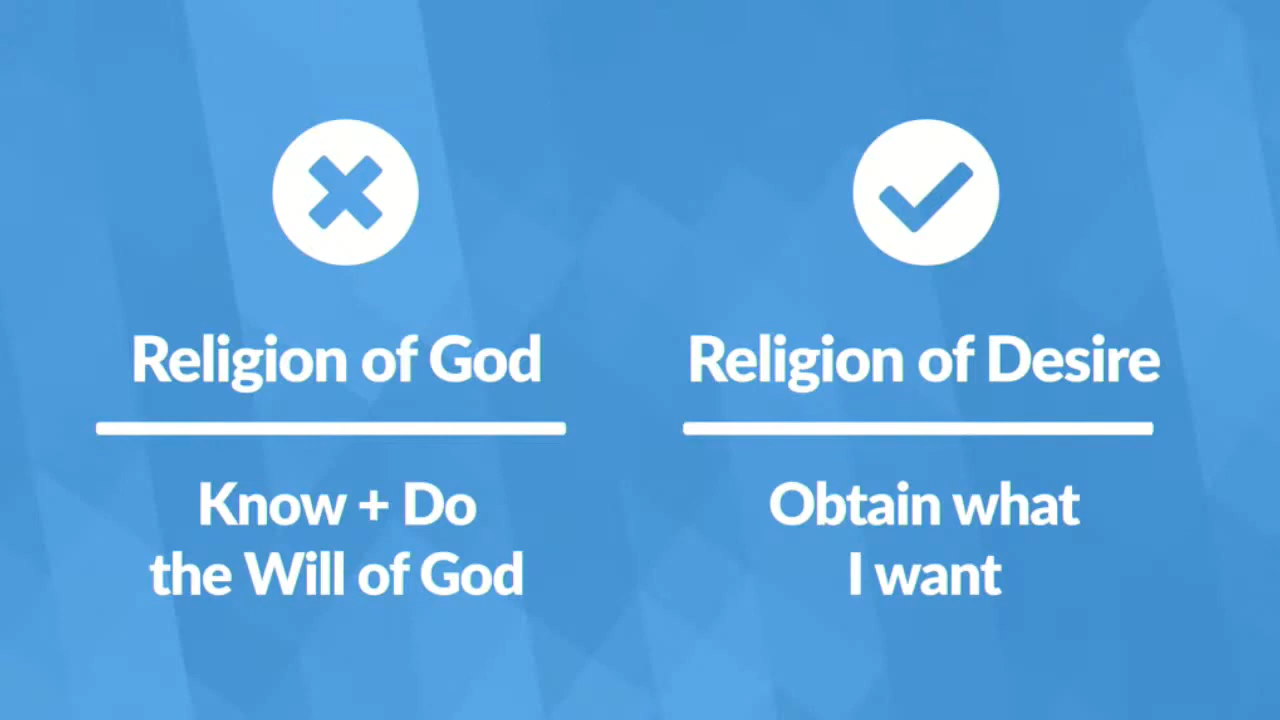 Religion of God
Know + Do
the Will of God
Religion of Desire
Obtain what
I want